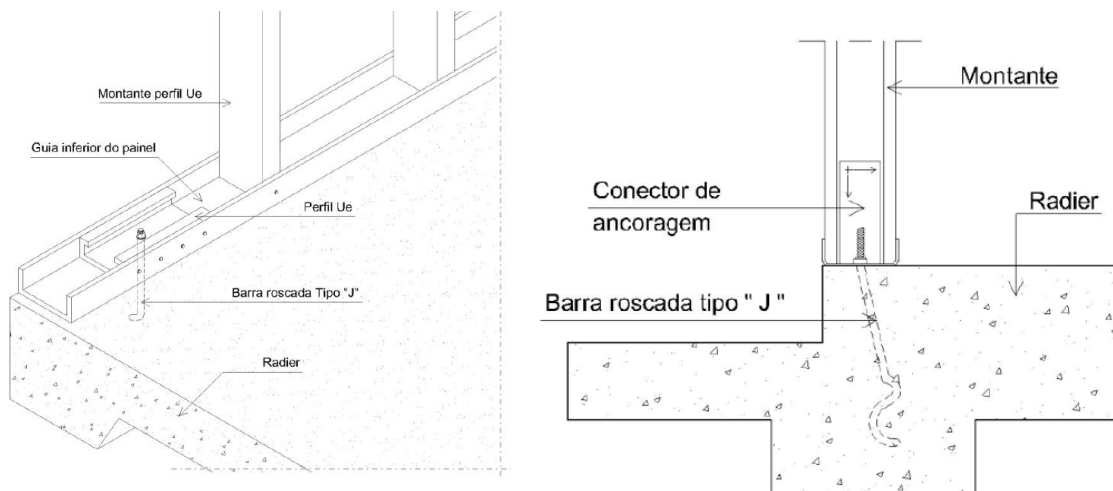 Montante perfil Ue
Guia inferior do painel
Perfil Ue
Barra roscada Tipo "J"
Radier
Montante
Conector de
ancoragem
Radier
Barra roscada tipo " J "